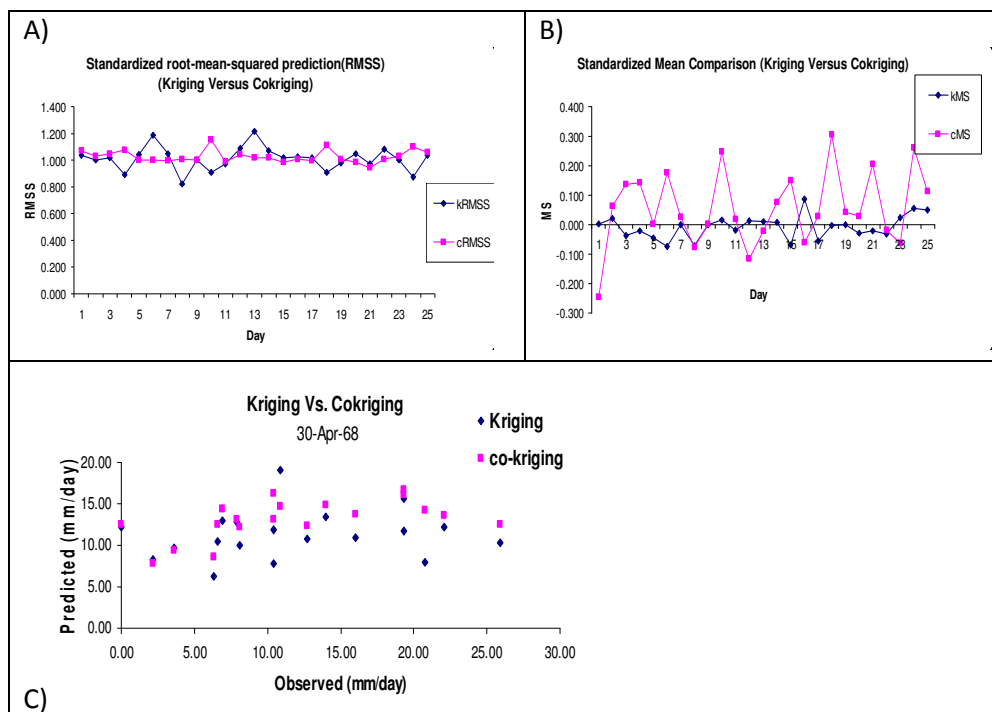 A)
Standardized root-mean-squared prediction(RMSS)
(Kriging Versus Cokriging)
1.400
1.200
1.000
0.800
0.600
0.400
0.200
0.000
RMSS
1 3 5 7 9 11 13 15 17 19 21 23 25
Day
kRMSS
cRMSS
B)
Standardized Mean Comparison (Kriging Versus Cokriging)
kMS
cMS
0.400
0.300
0.200
0.100
0.000
-0.100
-0.200
-0.300
MS
1 3 5 7 9 11 13 15 17 19 21 23 25
Day
Kriging Vs. Cokriging
30-Apr-68
Kriging
co-kriging
20.00
15.00
10.00
5.00
0.00
Predicted (mm/day)
0.00 5.00 10.00 15.00 20.00 25.00 30.00
Observed (mm/day)
C)